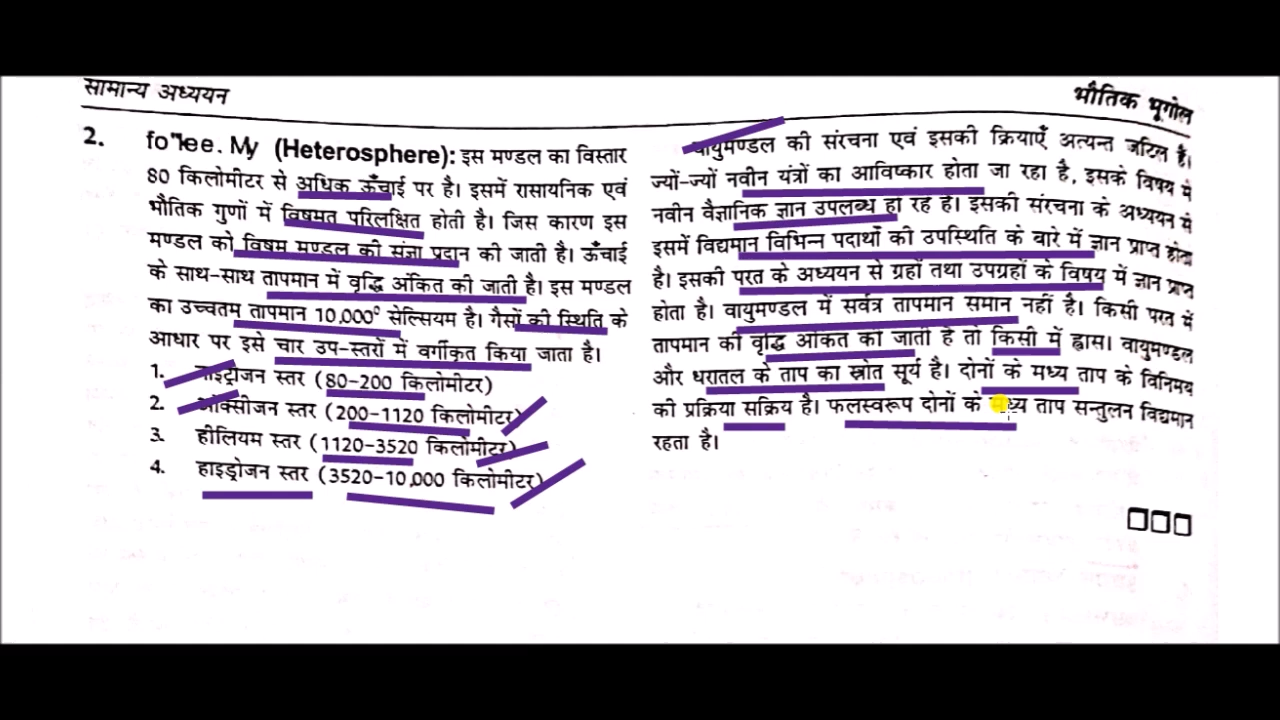 सामान्य अध्ययन
भौतिक भूगोल
2. fo"kee. My (Heterosphere): इस मण्डल का विस्तार
80 किलोमीटर से अधिक ऊँचाई पर है। इसमें रासायनिक एवं
भौतिक गुणों में विषमत परिलक्षित होती है। जिस कारण इस
मण्डल को विषम मण्डल की संज्ञा प्रदान की जाती है। ऊँचाई
के साथ-साथ तापमान में वृद्धि अंकित की जाती है। इस मण्डल
का उच्चतम तापमान 10,000° सेल्सियम है। गैसों की स्थिति के
आधार पर इसे चार उप-स्तरों में वर्गीकृत किया जाता है।
1. नाइट्रोजन स्तर (80-200 किलोमीटर)
2. ऑक्सीजन स्तर (200-1120 किलोमीटर)
3. हीलियम स्तर (1120-3520 किलोमीटर)
4. हाइड्रोजन स्तर (3520-10,000 किलोमीटर)
वायुमण्डल की संरचना एवं इसकी क्रियाएँ अत्यन्त जटिल है।
ज्यों-ज्यों नवीन यंत्रों का आविष्कार होता जा रहा है, इसके विषय में
नवीन वैज्ञानिक ज्ञान उपलब्ध हो रहे है। इसकी संरचना के अध्ययन से
इसमें विद्यमान विभिन्न पदार्थों की उपस्थिति के बारे में ज्ञान प्राप्त होता
है। इसकी परत के अध्ययन से ग्रहों तथा उपग्रहों के विषय में ज्ञान प्राप्त
होता है। वायुमण्डल में सर्वत्र तापमान समान नहीं है। किसी परत में
तापमान की वृद्धि अंकित की जाती है तो किसी में ह्रास। वायुमण्डल
और धरातल के ताप का स्रोत सूर्य है। दोनों के मध्य ताप के विनिमय
की प्रक्रिया सक्रिय है। फलस्वरूप दोनों के मध्य ताप सन्तुलन विद्यमान
रहता है।